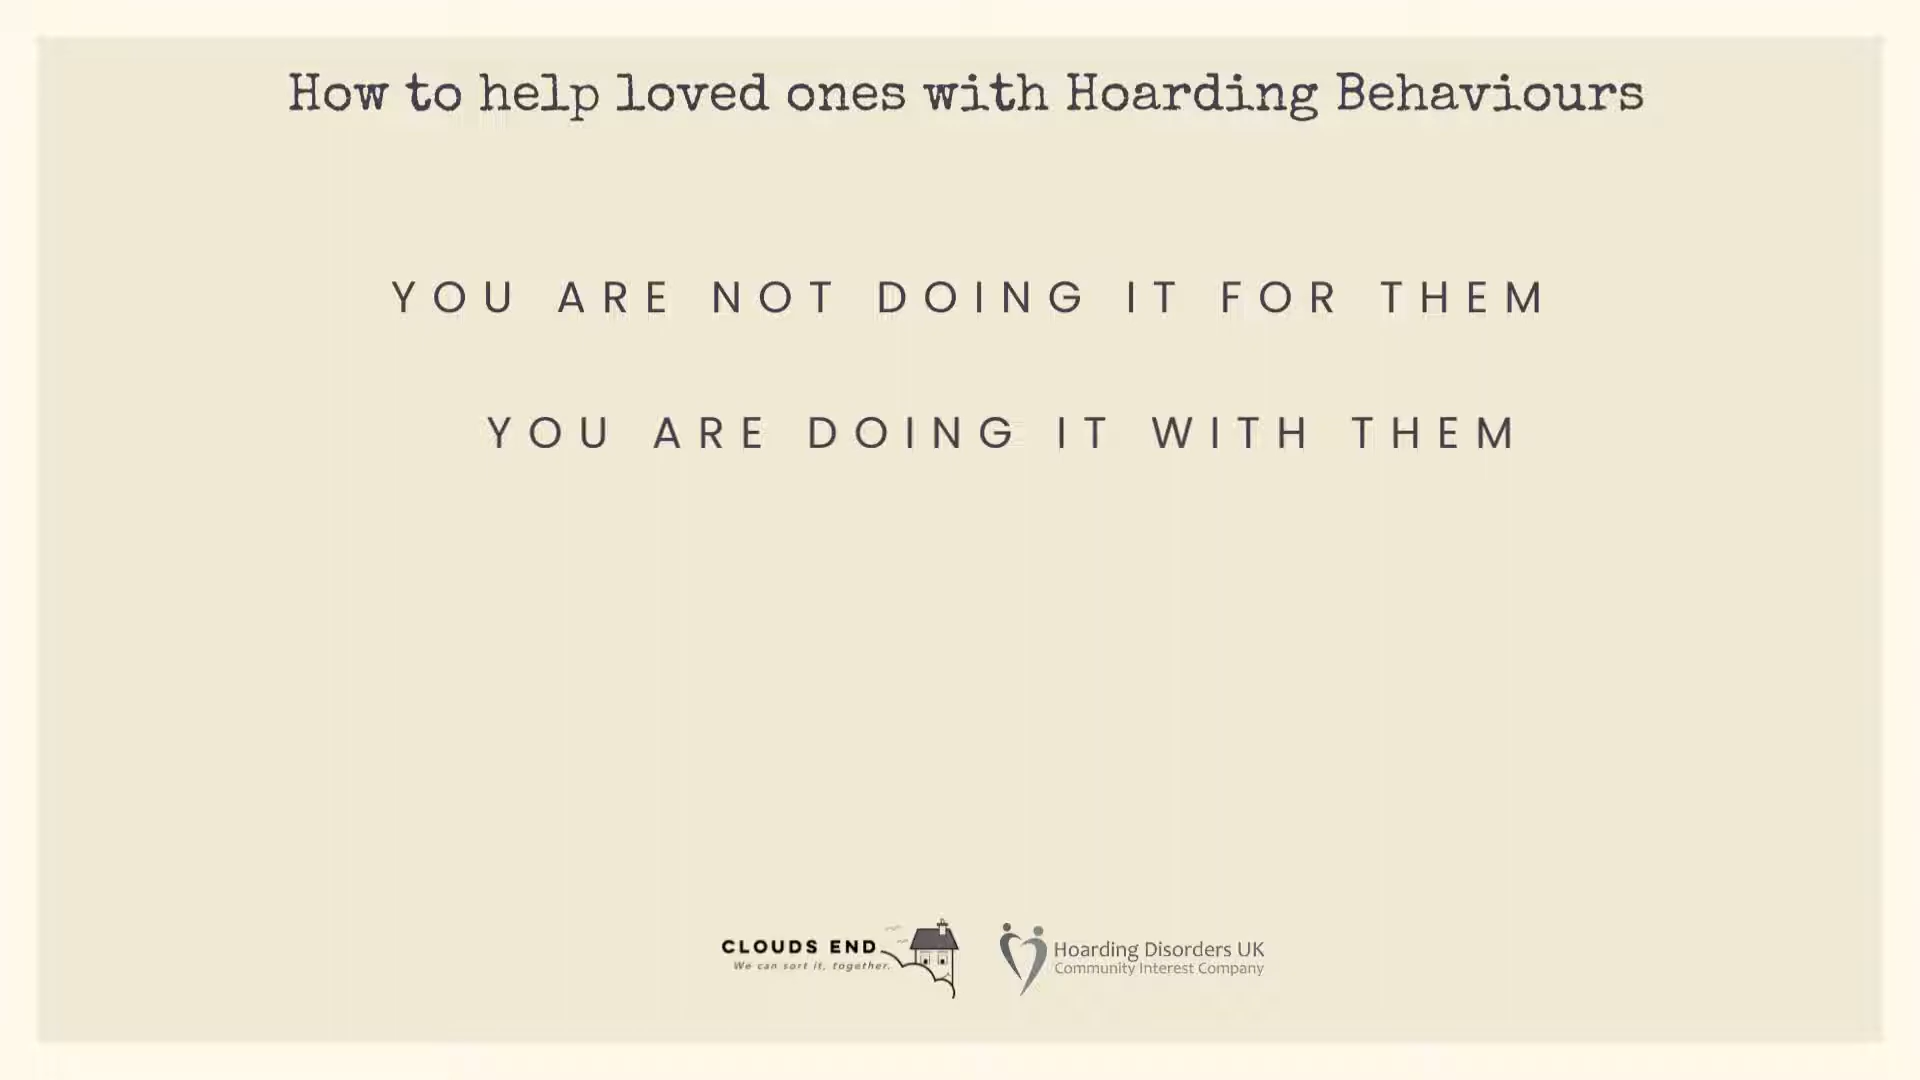 How to help loved ones with Hoarding Behaviours
YOU ARE NOT DOING IT FOR THEM
YOU ARE DOING IT WITH THEM
CLOUDS END
We can sort it, together.
Hoarding Disorders UK
Community Interest Company